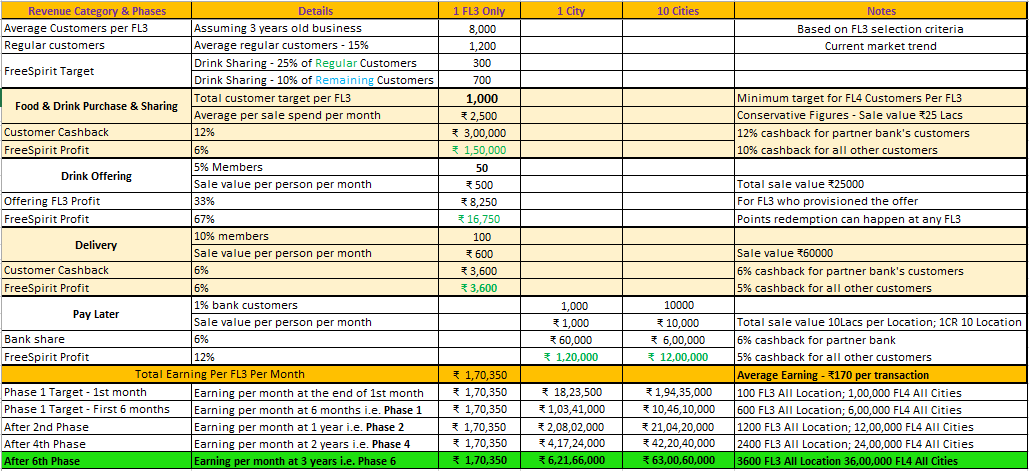 Revenue Category & Phases Details 1 FL3 Only 1 City 10 Cities Notes
Average Customers per FL3 Assuming 3 years old business 8,000 Based on FL3 selection criteria
Regular customers Average regular customers - 15% 1,200 Current market trend
FreeSpirit Target Drink Sharing - 25% of Regular Customers 300
Drink Sharing - 10% of Remaining Customers 700
Food & Drink Purchase & Sharing Total customer target per FL3 1,000 Minimum target for FL4 Customers Per FL3
Average per sale spend per month ₹ 2,500 Conservative Figures - Sale value ₹25 Lacs
Customer Cashback 12% ₹ 3,00,000 12% cashback for partner bank's customers
FreeSpirit Profit 6% ₹ 1,50,000 10% cashback for all other customers
Drink Offering 5% Members 50
Sale value per person per month ₹ 500 Total sale value ₹25000
Offering FL3 Profit 33% ₹ 8,250 For FL3 who provisioned the offer
FreeSpirit Profit 67% ₹ 16,750 Points redemption can happen at any FL3
Delivery 10% members 100
Sale value per person per month ₹ 600 Sale value ₹60000
Customer Cashback 6% ₹ 3,600 6% cashback for partner bank's customers
FreeSpirit Profit 6% ₹ 3,600 5% cashback for all other customers
Pay Later 1% bank customers 1,000 10000
Sale value per person per month ₹ 1,000 ₹ 10,000 Total sale value 10Lacs per Location; 1CR 10 Location
Bank share 6% ₹ 60,000 ₹ 6,00,000 6% cashback for partner bank
FreeSpirit Profit 12% ₹ 1,20,000 ₹ 12,00,000 5% cashback for all other customers
Total Earning Per FL3 Per Month ₹ 1,70,350 Average Earning - ₹170 per transaction
Phase 1 Target - 1st month Earning per month at the end of 1st month ₹ 1,70,350 ₹ 18,23,500 ₹ 1,94,35,000 100 FL3 All Location; 1,00,000 FL4 All Cities
Phase 1 Target - First 6 months Earning per month at 6 months i.e. Phase 1 ₹ 1,70,350 ₹ 1,03,41,000 ₹ 10,46,10,000 600 FL3 All Location; 6,00,000 FL4 All Cities
After 2nd Phase Earning per month at 1 year i.e. Phase 2 ₹ 1,70,350 ₹ 2,08,02,000 ₹ 21,04,20,000 1200 FL3 All Location; 12,00,000 FL4 All Cities
After 4th Phase Earning per month at 2 years i.e. Phase 4 ₹ 1,70,350 ₹ 4,17,24,000 ₹ 42,20,40,000 2400 FL3 All Location; 24,00,000 FL4 All Cities
After 6th Phase Earning per month at 3 years i.e. Phase 6 ₹ 1,70,350 ₹ 6,21,66,000 ₹ 63,00,60,000 3600 FL3 All Location 36,00,000 FL4 All Cities